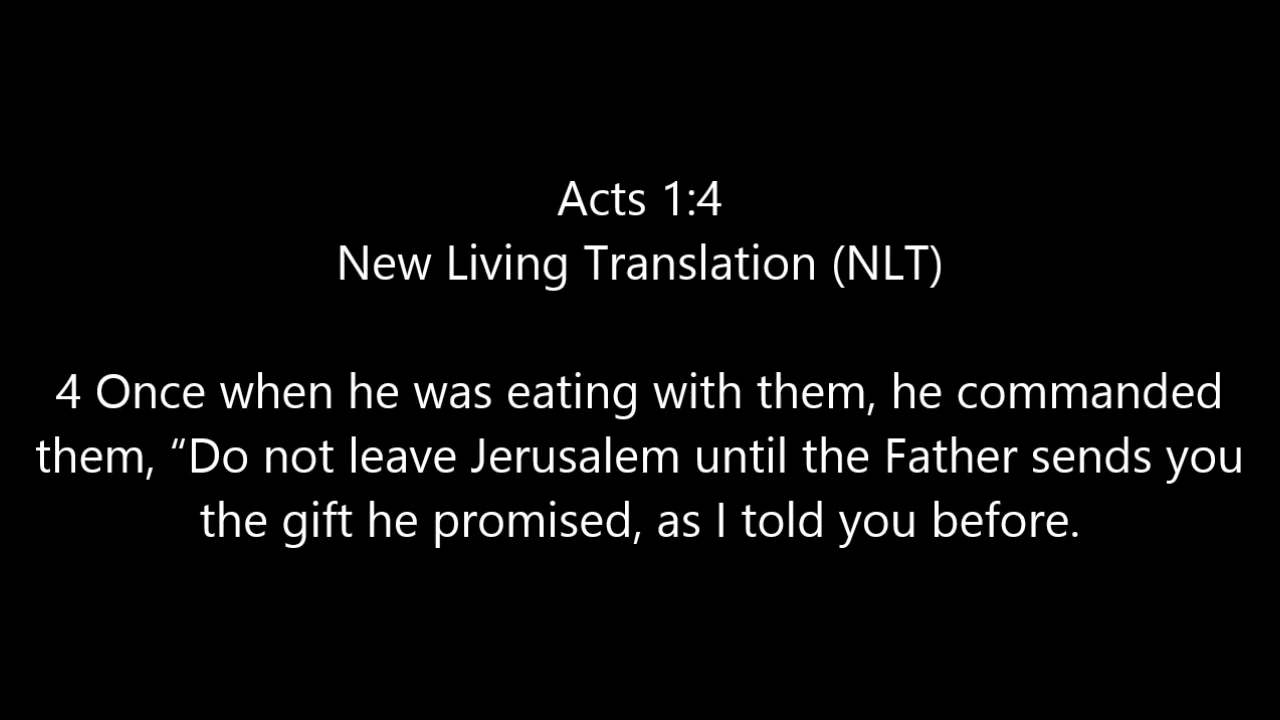 Acts 1:4
New Living Translation (NLT)
4 Once when he was eating with them, he commanded
them, “Do not leave Jerusalem until the Father sends you
the gift he promised, as I told you before.